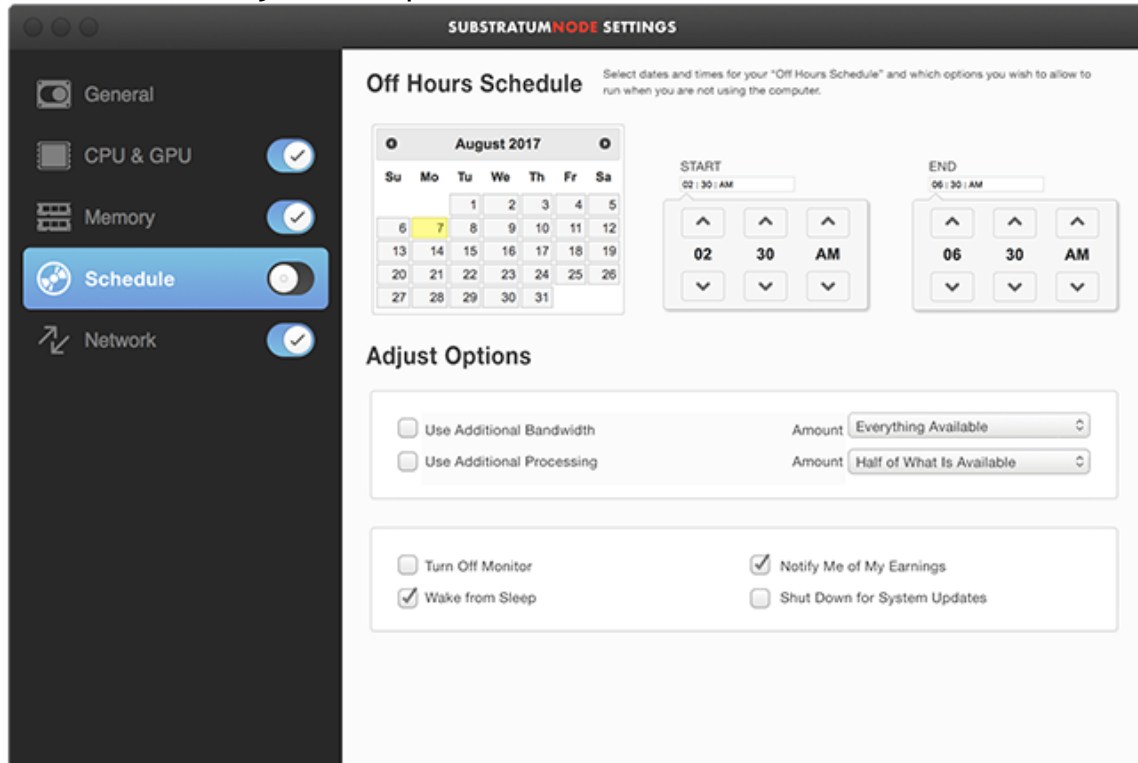 SUBSTRATUMNODE SETTINGS
General
CPU & GPU
Memory
Schedule
Network
Off Hours Schedule
Select dates and times for your "Off Hours Schedule" and which options you wish to allow to
run when you are not using the computer.
August 2017
Su Mo Tu We Th Fr Sa
1 2 3 4 5
6 7 8 9 10 11 12
13 14 15 16 17 18 19
20 21 22 23 24 25 26
27 28 29 30 31
START
02 : 30 : AM
02 30 AM
END
06 : 30 : AM
06 30 AM
Adjust Options
Use Additional Bandwidth
Amount Everything Available
Use Additional Processing
Amount Half of What Is Available
Turn Off Monitor
Notify Me of My Earnings
Wake from Sleep
Shut Down for System Updates